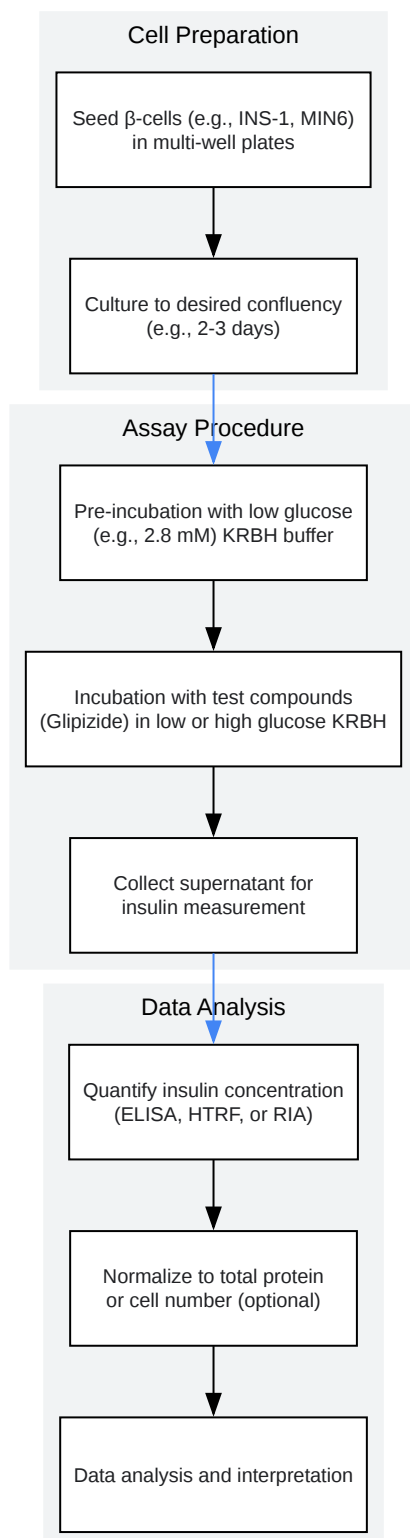 Cell Preparation
Seed β-cells (e.g., INS-1, MIN6)
in multi-well plates
Culture to desired confluency
(e.g., 2-3 days)
Assay Procedure
Pre-incubation with low glucose
(e.g., 2.8 mM) KRBH buffer
Incubation with test compounds
(Glipizide) in low or high glucose KRBH
Collect supernatant for
insulin measurement
Data Analysis
Quantify insulin concentration
(ELISA, HTRF, or RIA)
Normalize to total protein
or cell number (optional)
Data analysis and interpretation